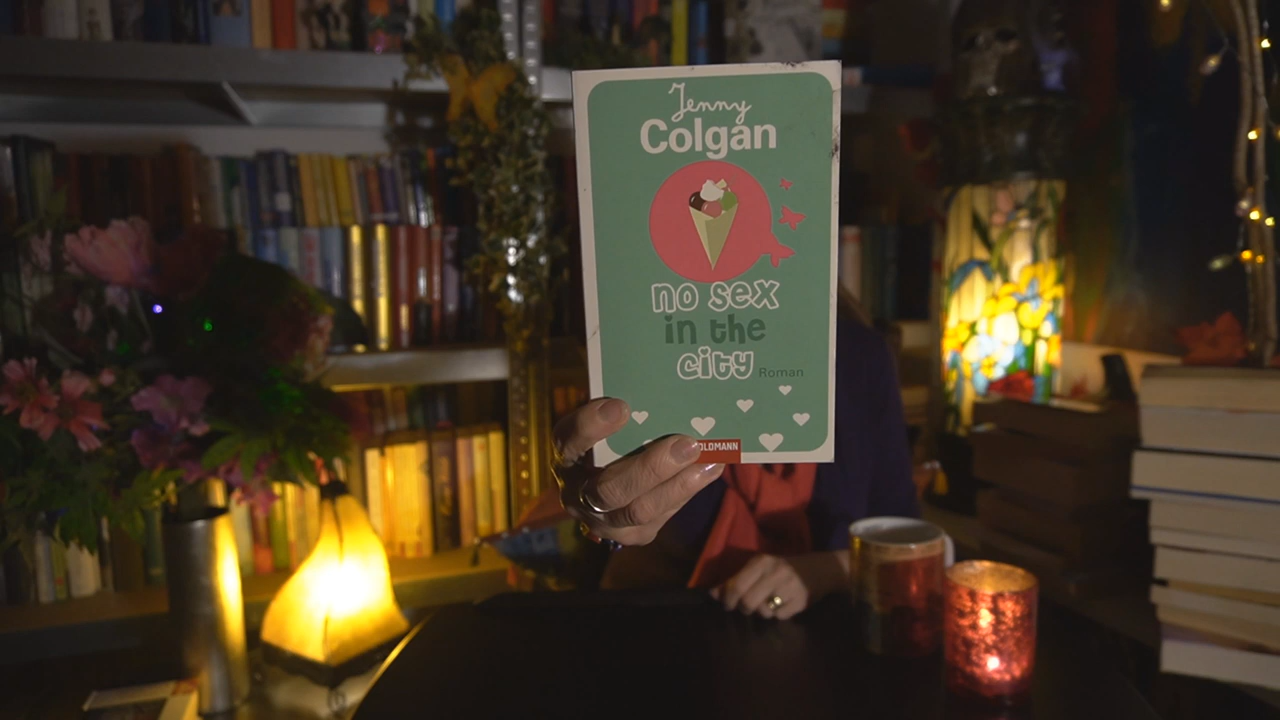 Jenny
Colgan
no sex
in the
city
Roman